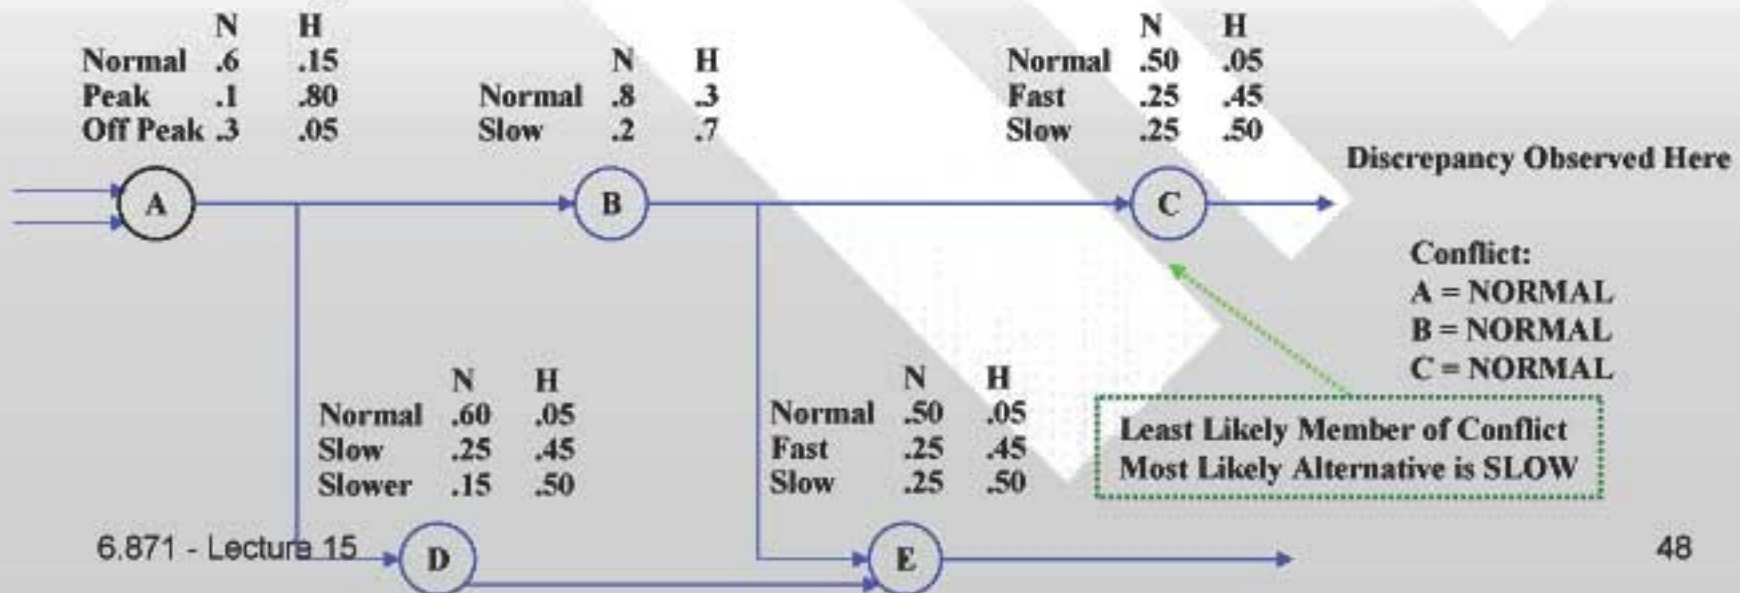 N H
Normal .6 .15
Peak .1 .80
Off Peak .3 .05
N H
Normal .8 .3
Slow .2 .7
N H
Normal .50 .05
Fast .25 .45
Slow .25 .50
Discrepancy Observed Here
A
B
C
Conflict:
A = NORMAL
B = NORMAL
C = NORMAL
N H
Normal .60 .05
Slow .25 .45
Slower .15 .50
N H
Normal .50 .05
Fast .25 .45
Slow .25 .50
Least Likely Member of Conflict
Most Likely Alternative is SLOW
D
E
6.871 - Lecture 15
48